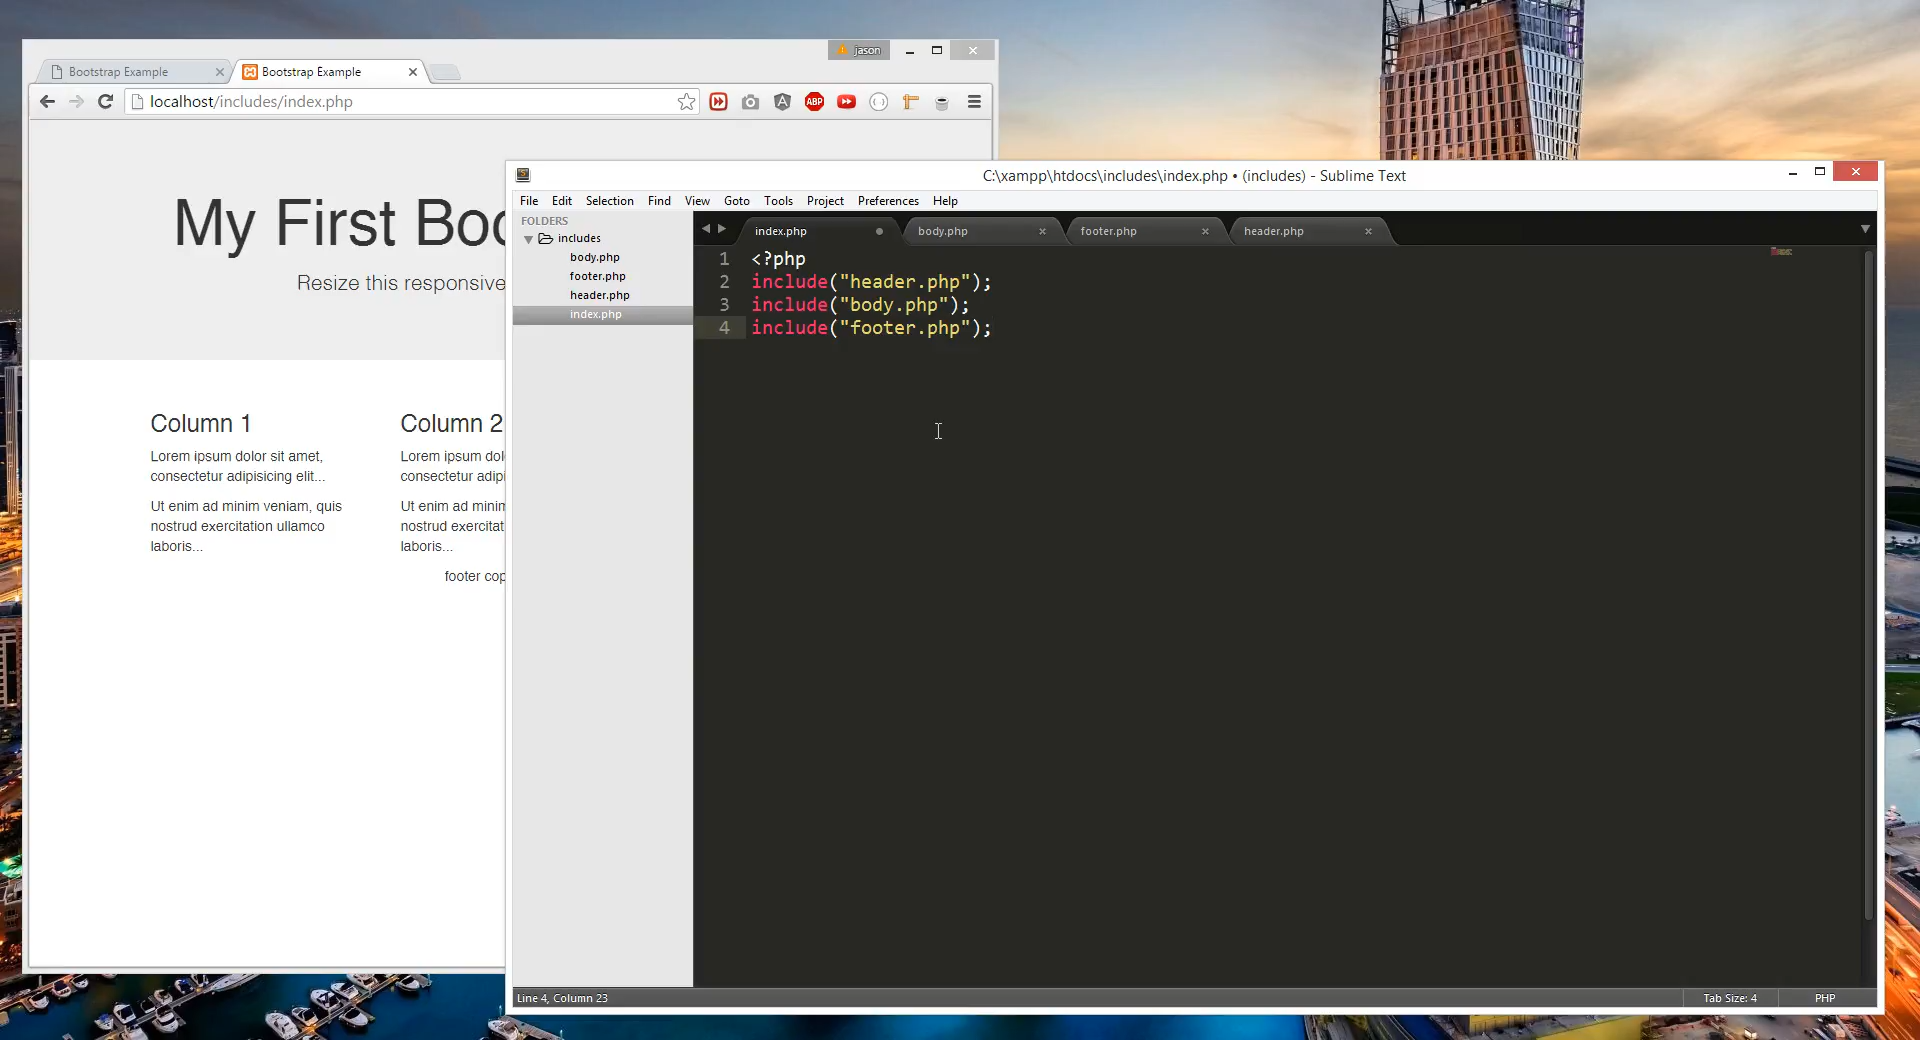 jason
Bootstrap Example
Bootstrap Example
localhost/includes/index.php
ABP
My First Boo
Resize this responsive
Column 1
Lorem ipsum dolor sit amet,
consectetur adipisicing elit...
Ut enim ad minim veniam, quis
nostrud exercitation ullamco
laboris...
Column 2
Lorem ipsum dol
consectetur adipi
Ut enim ad minim
nostrud exercitat
laboris...
footer cop
C:\xampp\htdocs\includes\index.php • (includes) - Sublime Text
File Edit Selection Find View Goto Tools Project Preferences Help
FOLDERS
includes
body.php
footer.php
header.php
index.php
index.php body.php footer.php header.php
1 <?php
2 include("header.php");
3 include("body.php");
4 include("footer.php");
Line 4, Column 23
Tab Size: 4
PHP